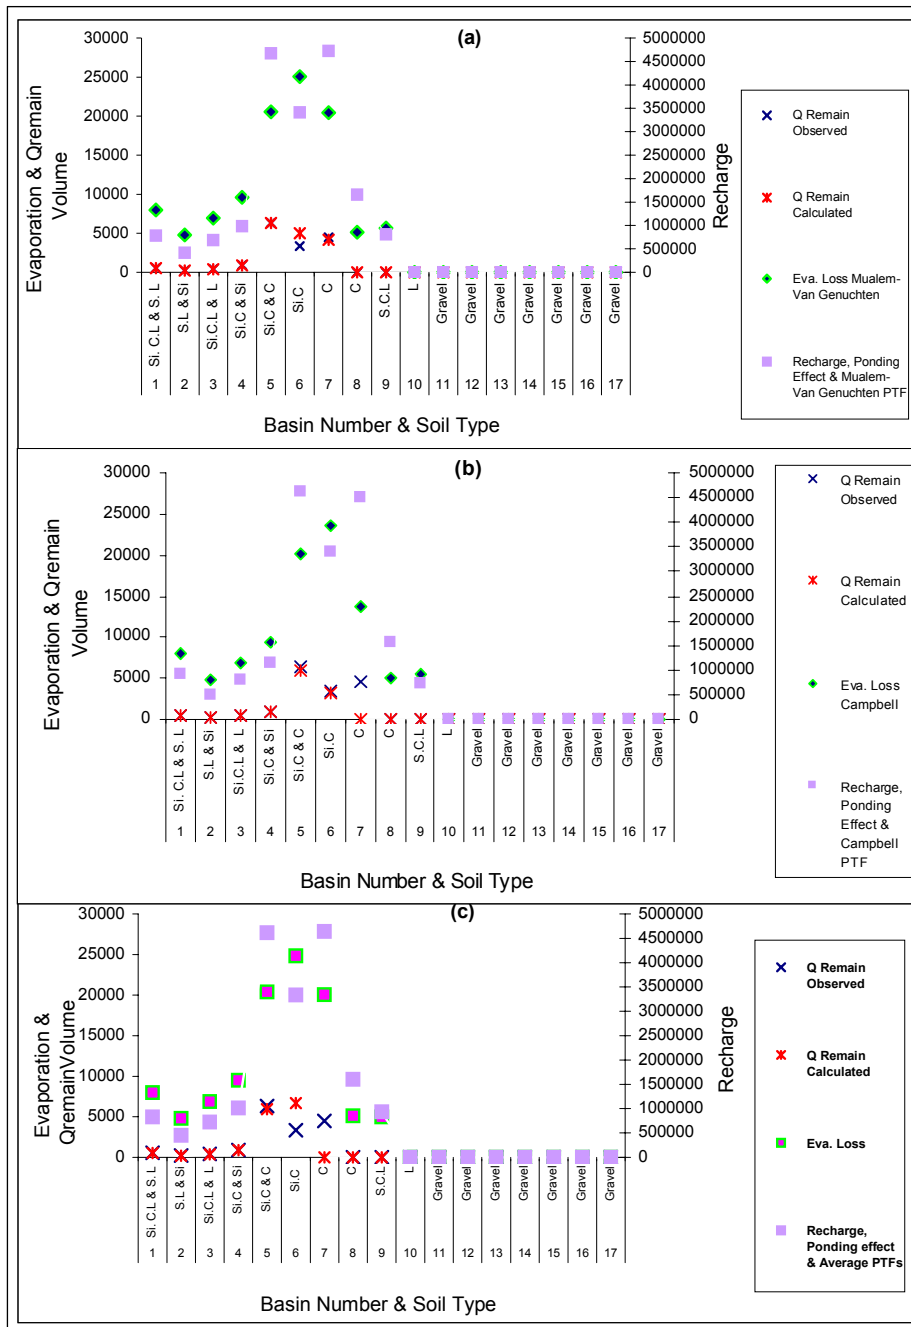 (a)
30000
25000
20000
15000
10000
5000
0
5000000
4500000
4000000
3500000
3000000
2500000
2000000
1500000
1000000
500000
0
Evaporation & Qremain
Volume
Recharge
Si. C.L & S. L
S.L & Si
Si.C.L & L
Si.C & Si
Si.C & C
Si.C
C
C
S.C.L
L
Gravel
Gravel
Gravel
Gravel
Gravel
Gravel
Gravel
1 2 3 4 5 6 7 8 9 10 11 12 13 14 15 16 17
Basin Number & Soil Type
Q Remain
Observed
Q Remain
Calculated
Eva. Loss Mualem-
Van Genuchten
Recharge, Ponding
Effect & Mualem-
Van Genuchten PTF
(b)
30000
25000
20000
15000
10000
5000
0
5000000
4500000
4000000
3500000
3000000
2500000
2000000
1500000
1000000
500000
0
Evaporation & Qremain
Volume
Recharge
Si. C.L & S. L
S.L & Si
Si.C.L & L
Si.C & Si
Si.C & C
Si.C
C
C
S.C.L
L
Gravel
Gravel
Gravel
Gravel
Gravel
Gravel
Gravel
1 2 3 4 5 6 7 8 9 10 11 12 13 14 15 16 17
Basin Number & Soil Type
Q Remain
Observed
Q Remain
Calculated
Eva. Loss
Campbell
Recharge,
Ponding
Effect &
Campbell
PTF
(c)
30000
25000
20000
15000
10000
5000
0
5000000
4500000
4000000
3500000
3000000
2500000
2000000
1500000
1000000
500000
0
Evaporation &
QremainVolume
Recharge
Si. C.L & S. L
S.L & Si
Si.C.L & L
Si.C & Si
Si.C & C
Si.C
C
C
S.C.L
L
Gravel
Gravel
Gravel
Gravel
Gravel
Gravel
Gravel
1 2 3 4 5 6 7 8 9 10 11 12 13 14 15 16 17
Basin Number & Soil Type
Q Remain
Observed
Q Remain
Calculated
Eva. Loss
Recharge,
Ponding effect
& Average PTFs